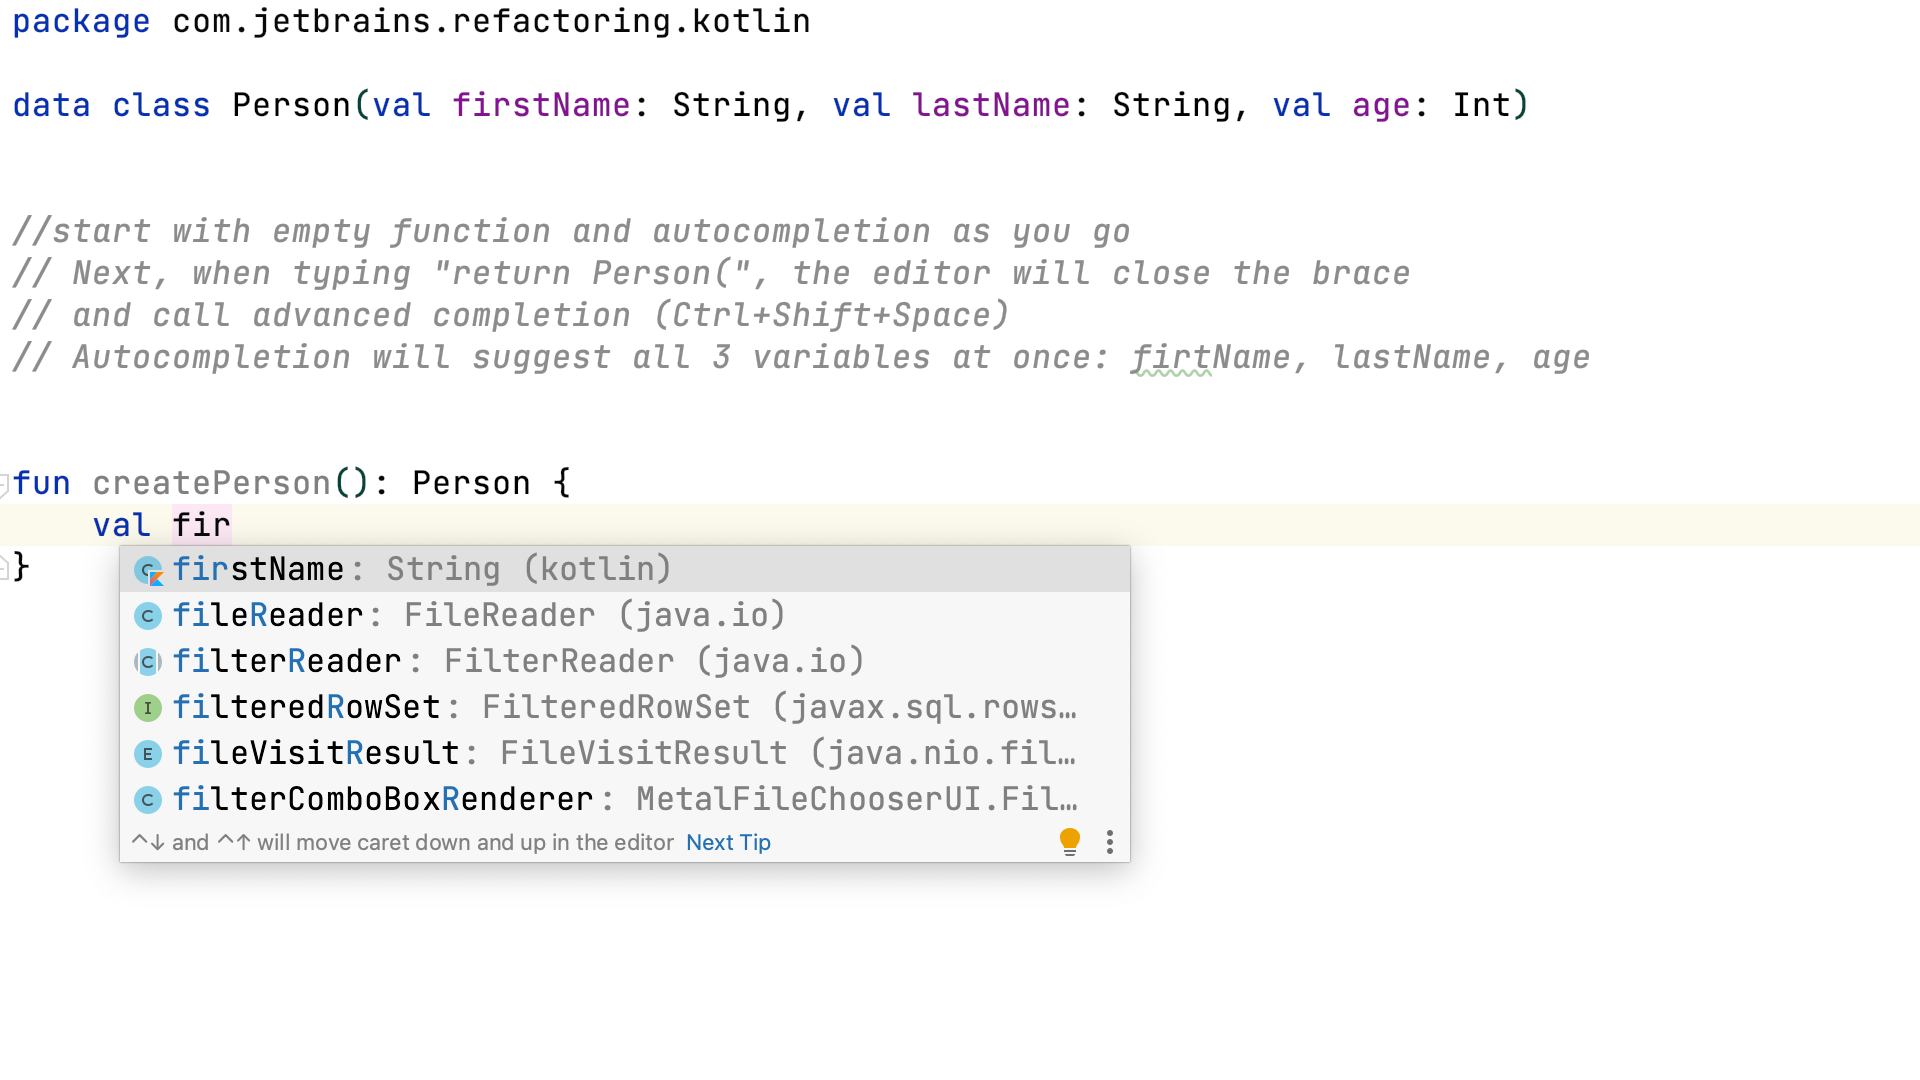 package com.jetbrains.refactoring.kotlin
data class Person(val firstName: String, val lastName: String, val age: Int)
//start with empty function and autocompletion as you go
// Next, when typing "return Person(", the editor will close the brace
// and call advanced completion (Ctrl+Shift+Space)
// Autocompletion will suggest all 3 variables at once: firtName, lastName, age
fun createPerson(): Person {
    val fir
}
firstName: String (kotlin)
fileReader: FileReader (java.io)
filterReader: FilterReader (java.io)
filteredRowSet: FilteredRowSet (javax.sql.rows…
fileVisitResult: FileVisitResult (java.nio.fil…
filterComboBoxRenderer: MetalFileChooserUI.Fil…
^↓ and ^↑ will move caret down and up in the editor Next Tip